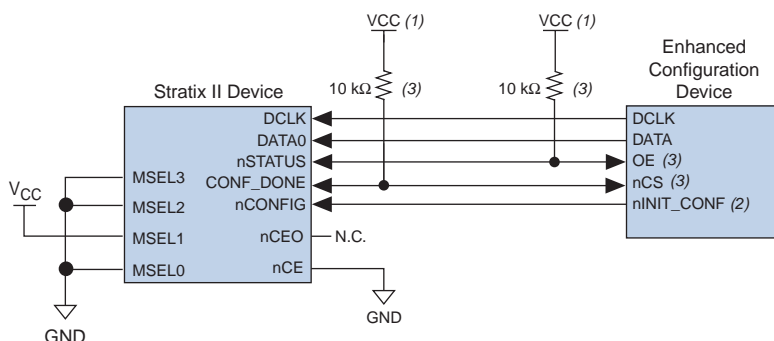 VCC (1)
VCC (1)
Enhanced
Configuration
Device
Stratix II Device
10 kΩ (3)
10 kΩ (3)
DCLK
DCLK
DATA0
DATA
nSTATUS
OE (3)
MSEL3
CONF_DONE
nCS (3)
VCC
MSEL2
nCONFIG
nINIT_CONF (2)
MSEL1
nCEO
N.C.
MSEL0
nCE
GND
GND